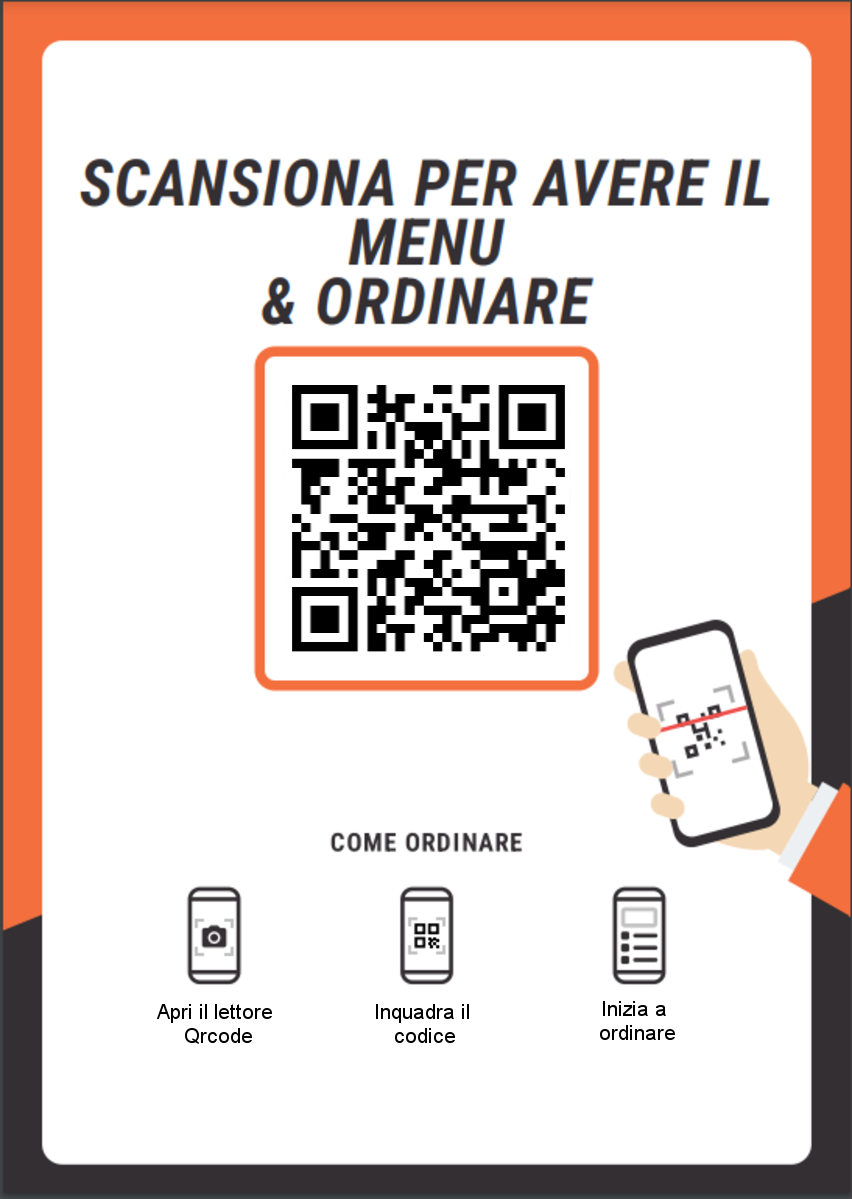 SCANSIONA PER AVERE IL
MENU
& ORDINARE
COME ORDINARE
Apri il lettore
Qrcode
Inquadra il
codice
Inizia a
ordinare